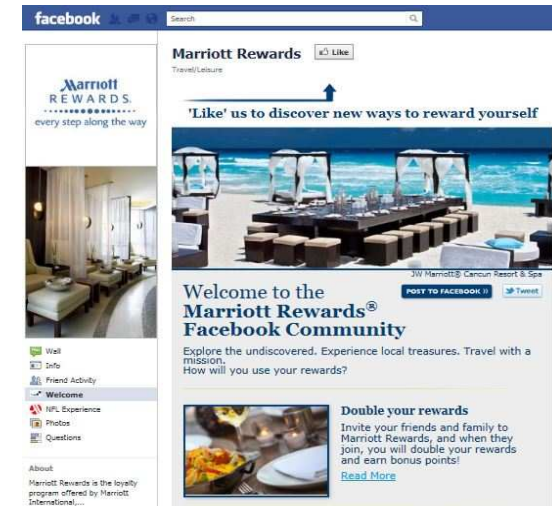 facebook
Search
Marriott
REWARDS.
every step along the way
Wall
Info
Friend Activity
Welcome
NFL Experience
Photos
Questions
About
Marriott Rewards is the loyalty
program offered by Marriott
International,...
Marriott Rewards
Like
Travel/Leisure
'Like' us to discover new ways to reward yourself
JW Marriott® Cancun Resort & Spa
Welcome to the
Marriott Rewards®
Facebook Community
POST TO FACEBOOK »
Tweet
Explore the undiscovered. Experience local treasures. Travel with a
mission.
How will you use your rewards?
Double your rewards
Invite your friends and family to
Marriott Rewards, and when they
join, you will double your rewards
and earn bonus points!
Read More